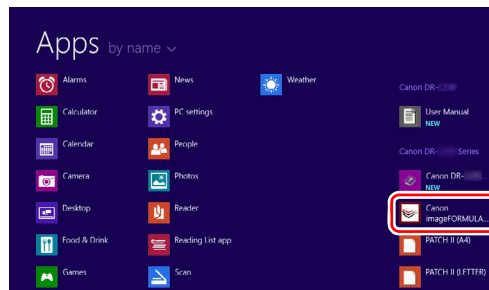 Apps by name
Alarms
Calculator
Calendar
Camera
Desktop
Food & Drink
Games
News
PC settings
People
Photos
Reader
Reading List app
Scan
Weather
Canon DR-
User Manual
NEW
Canon DR- Series
Canon DR-
NEW
Canon
imageFORMULA...
PATCH II (A4)
PATCH II (LETTER)